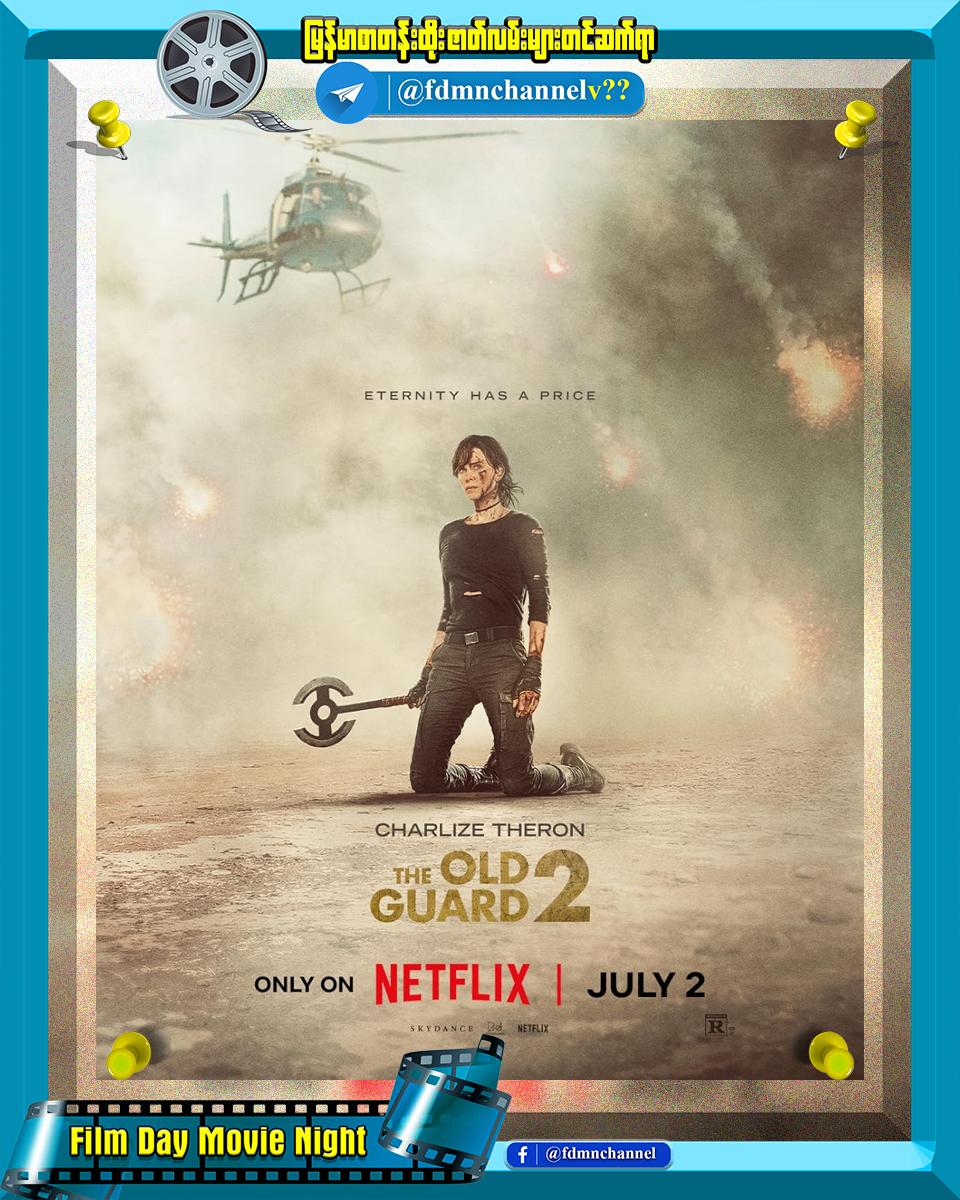 မြန်မာစာတန်းထိုးဇာတ်လမ်းများတင်ဆက်ရာ
@fdmnchannelv??
ETERNITY HAS A PRICE
CHARLIZE THERON
THE OLD
GUARD 2
ONLY ON NETFLIX | JULY 2
SKYDANCE NETFLIX R
Film Day Movie Night
@fdmnchannel